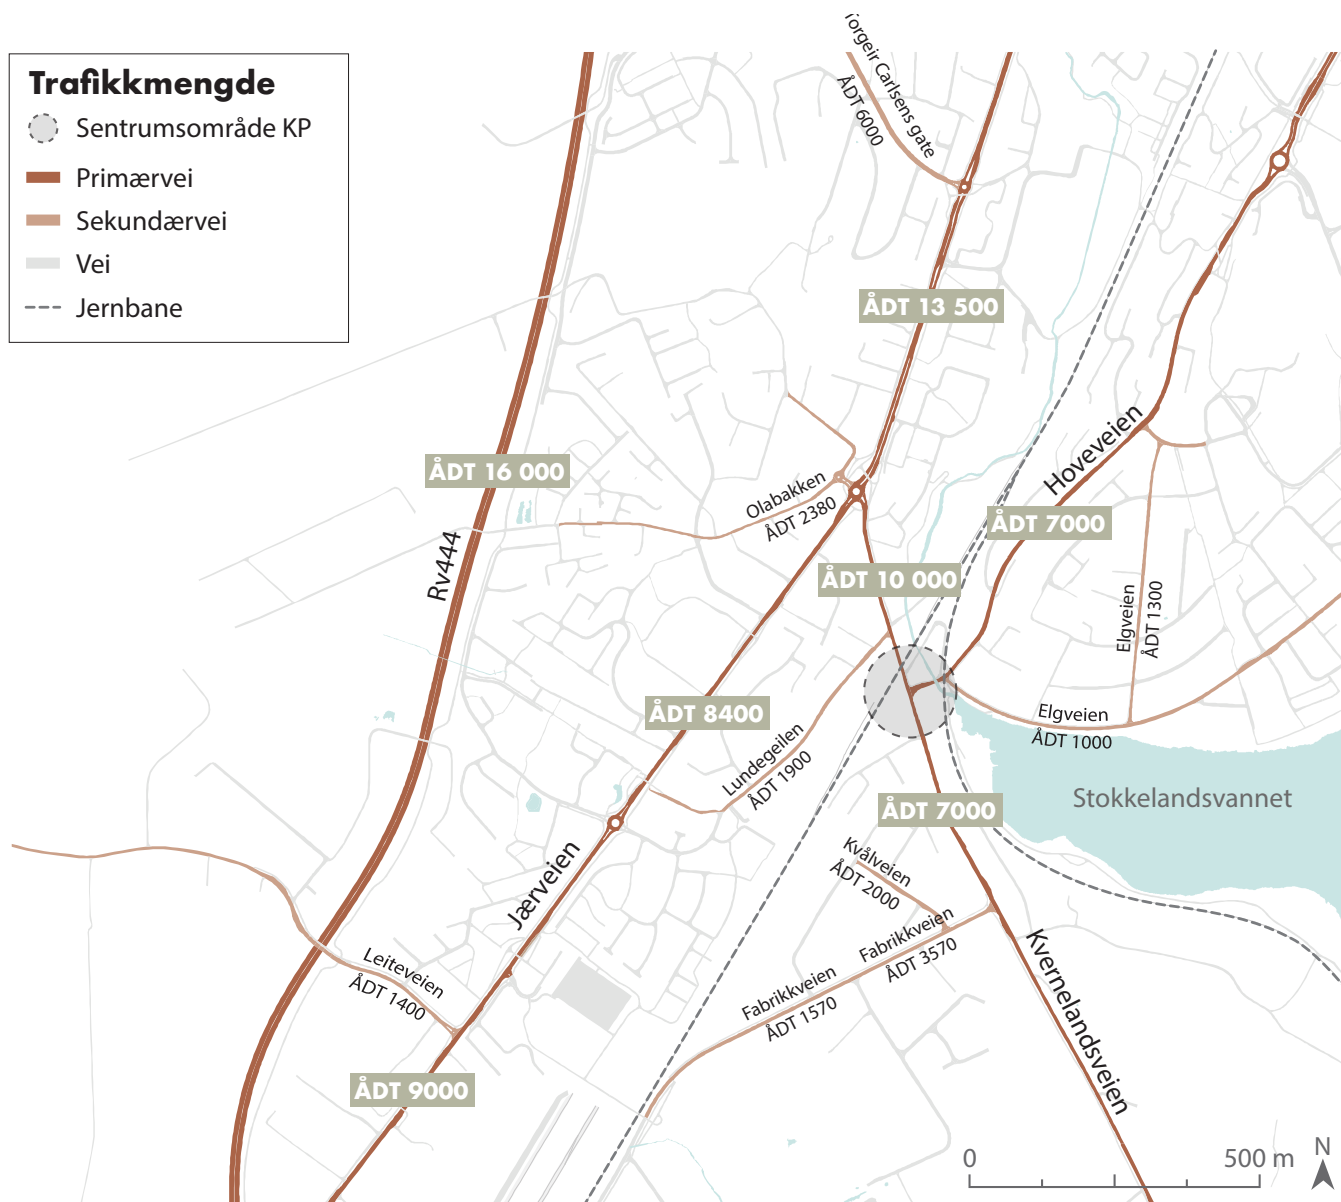 Trafikkmengde
Sentrumsområde KP
Primærvei
Sekundærvei
Vei
Jernbane
Torgeir Carlsens gate
ÅDT 6000
ÅDT 13 500
Hoveveien
ÅDT 7000
ÅDT 16 000
Rv444
Olabakken
ÅDT 2380
ÅDT 10 000
Elgveien
ÅDT 1300
Elgveien
ÅDT 1000
ÅDT 8400
Lundegeilen
ÅDT 1900
Stokkelandsvannet
ÅDT 7000
Kvålveien
ÅDT 2000
Jærveien
Fabrikkveien
ÅDT 3570
Fabrikkveien
ÅDT 1570
Leiteveien
ÅDT 1400
Kvernelandsveien
ÅDT 9000
0
500 m
N